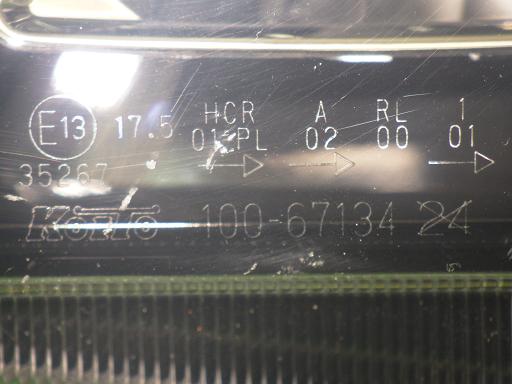 E13 17.5 HCR A RL 1
01 PL 02 00 01
35267
KOITO 100-67134 24